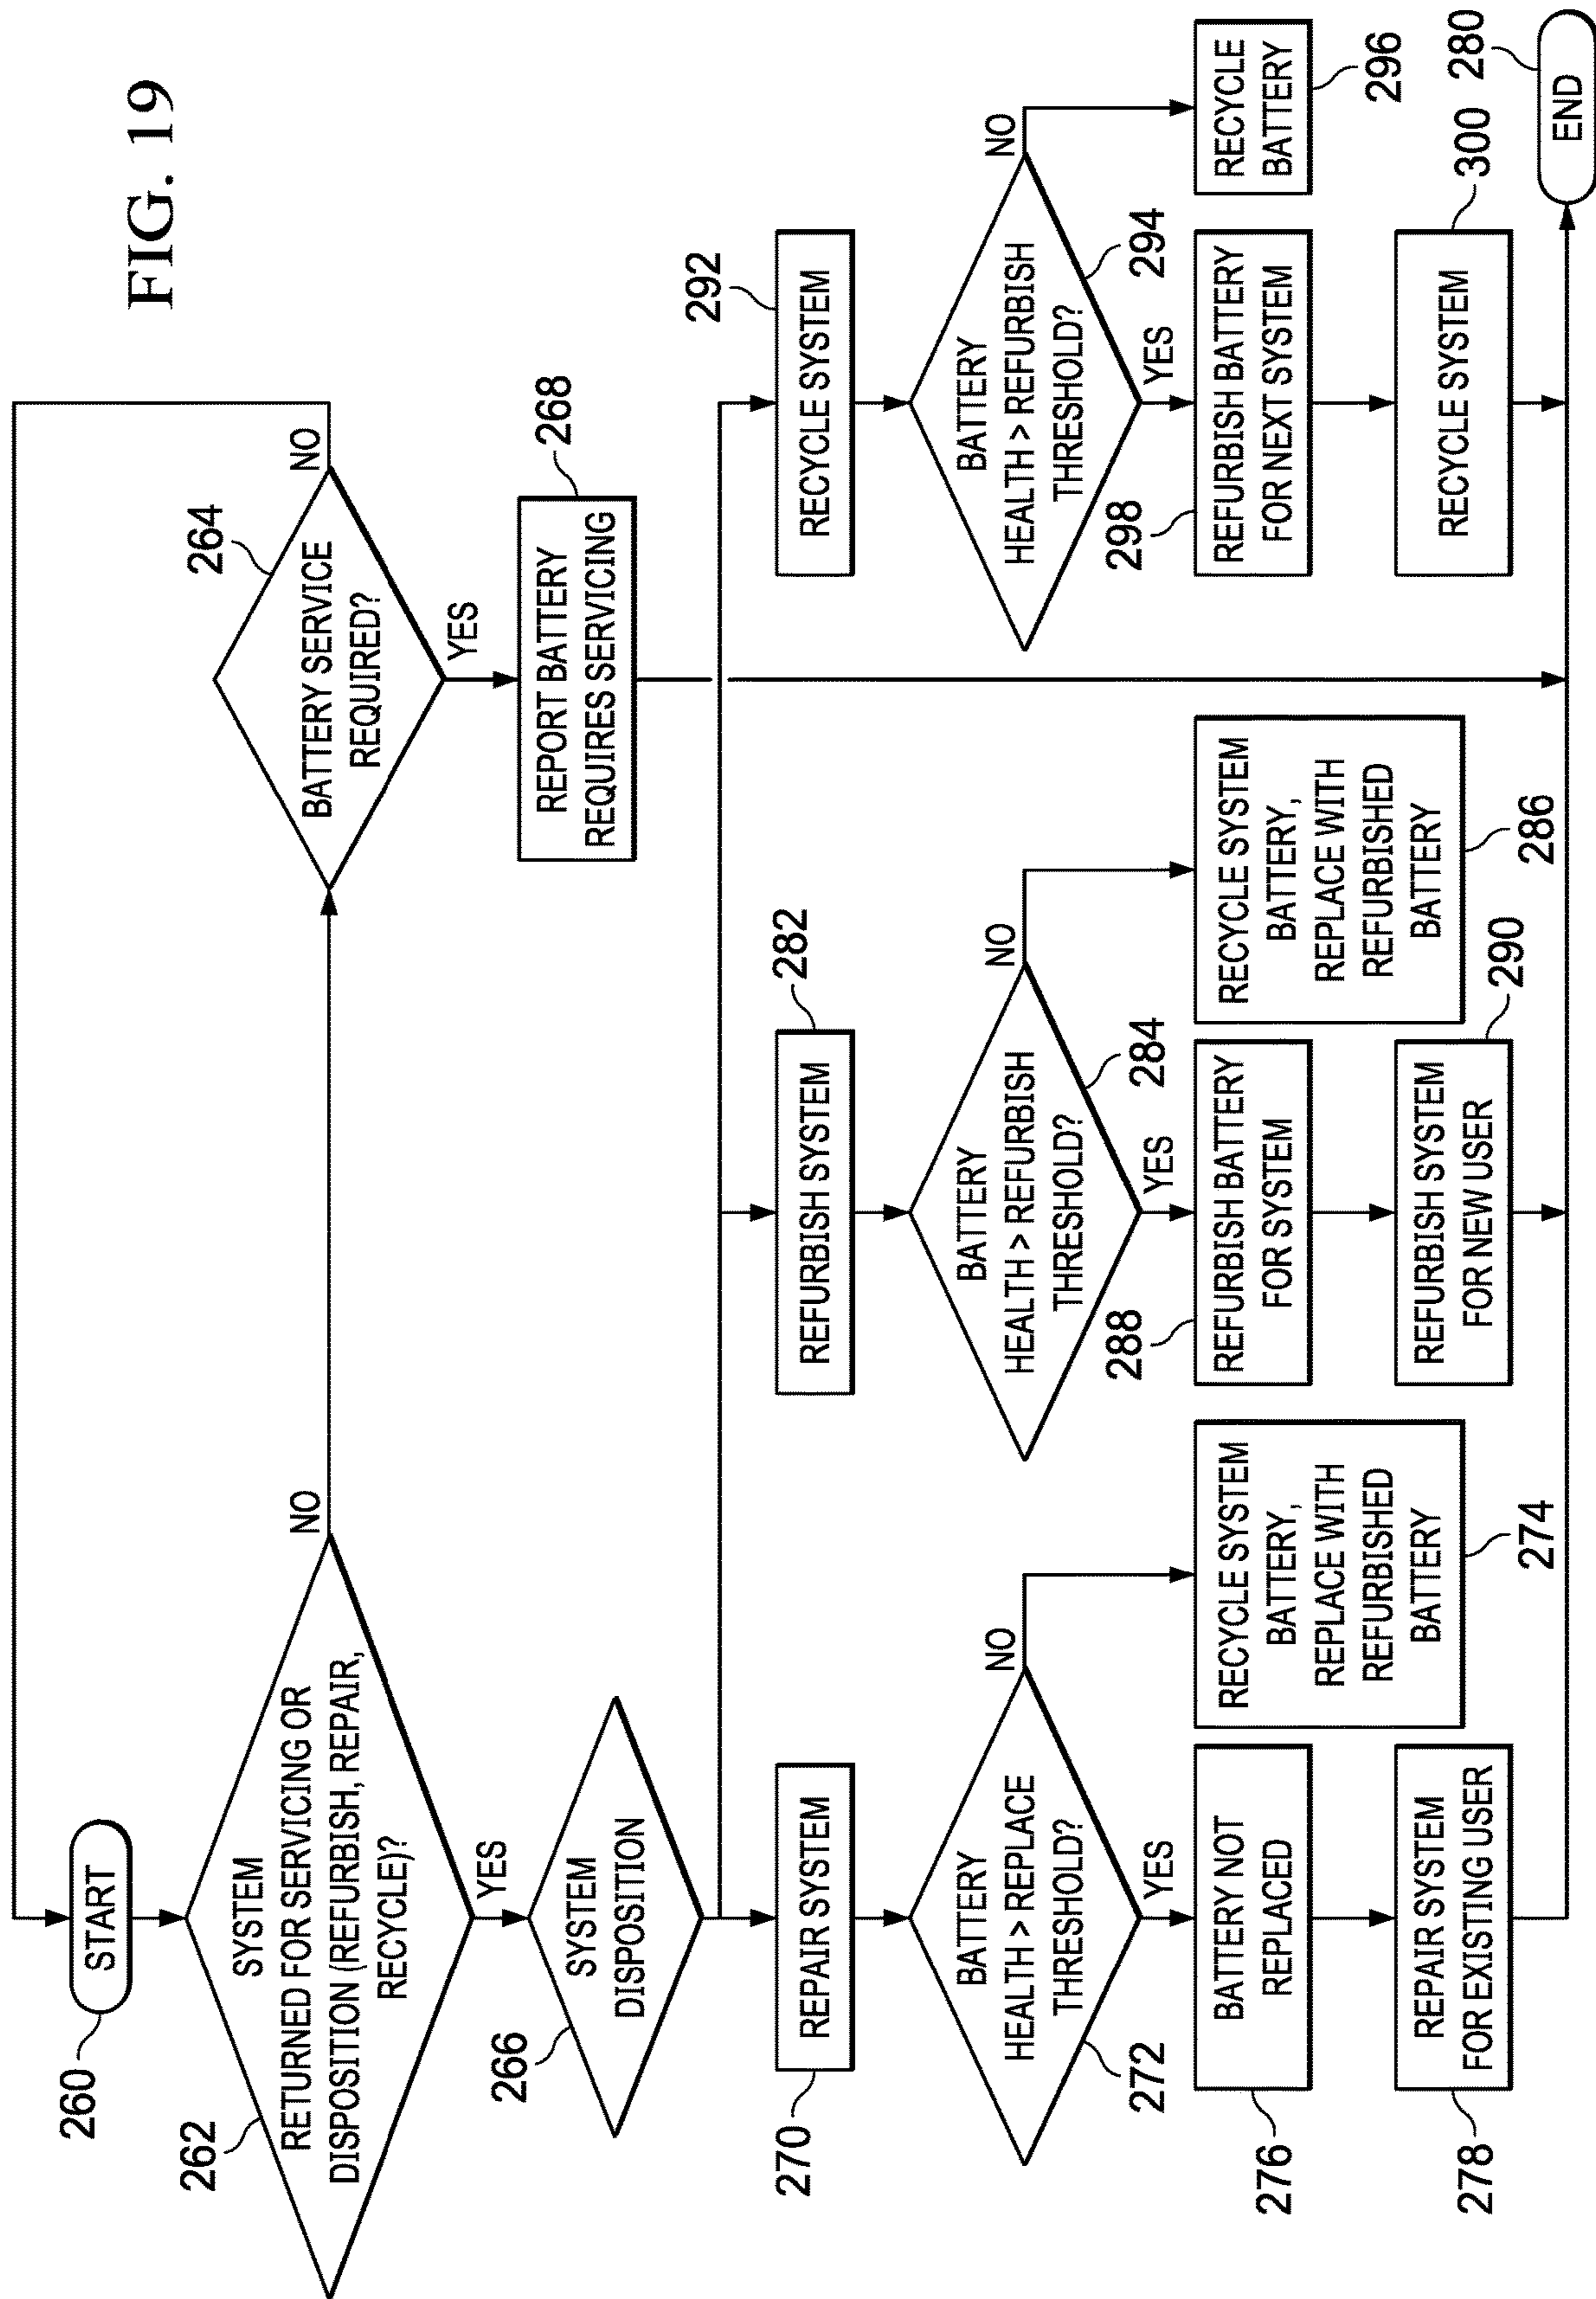 FIG. 19
260
START
262
SYSTEM
RETURNED FOR SERVICING OR
DISPOSITION (REFURBISH, REPAIR,
RECYCLE)?
NO
YES
264
BATTERY SERVICE
REQUIRED?
NO
YES
266
SYSTEM
DISPOSITION
268
REPORT BATTERY
REQUIRES SERVICING
270
REPAIR SYSTEM
BATTERY
HEALTH > REPLACE
THRESHOLD?
272
NO
YES
RECYCLE SYSTEM
BATTERY,
REPLACE WITH
REFURBISHED
BATTERY
274
276
BATTERY NOT
REPLACED
278
REPAIR SYSTEM
FOR EXISTING USER
282
REFURBISH SYSTEM
BATTERY
HEALTH > REFURBISH
THRESHOLD?
284
NO
YES
RECYCLE SYSTEM
BATTERY,
REPLACE WITH
REFURBISHED
BATTERY
286
288
REFURBISH BATTERY
FOR SYSTEM
290
REFURBISH SYSTEM
FOR NEW USER
292
RECYCLE SYSTEM
BATTERY
HEALTH > REFURBISH
THRESHOLD?
294
NO
YES
RECYCLE
BATTERY
296
298
REFURBISH BATTERY
FOR NEXT SYSTEM
300
RECYCLE SYSTEM
280
END